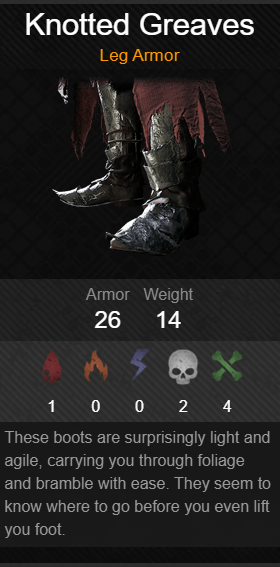 Knotted Greaves
Leg Armor
Armor Weight
26 14
1 0 0 2 4
These boots are surprisingly light and
agile, carrying you through foliage
and bramble with ease. They seem to
know where to go before you even lift
you foot.